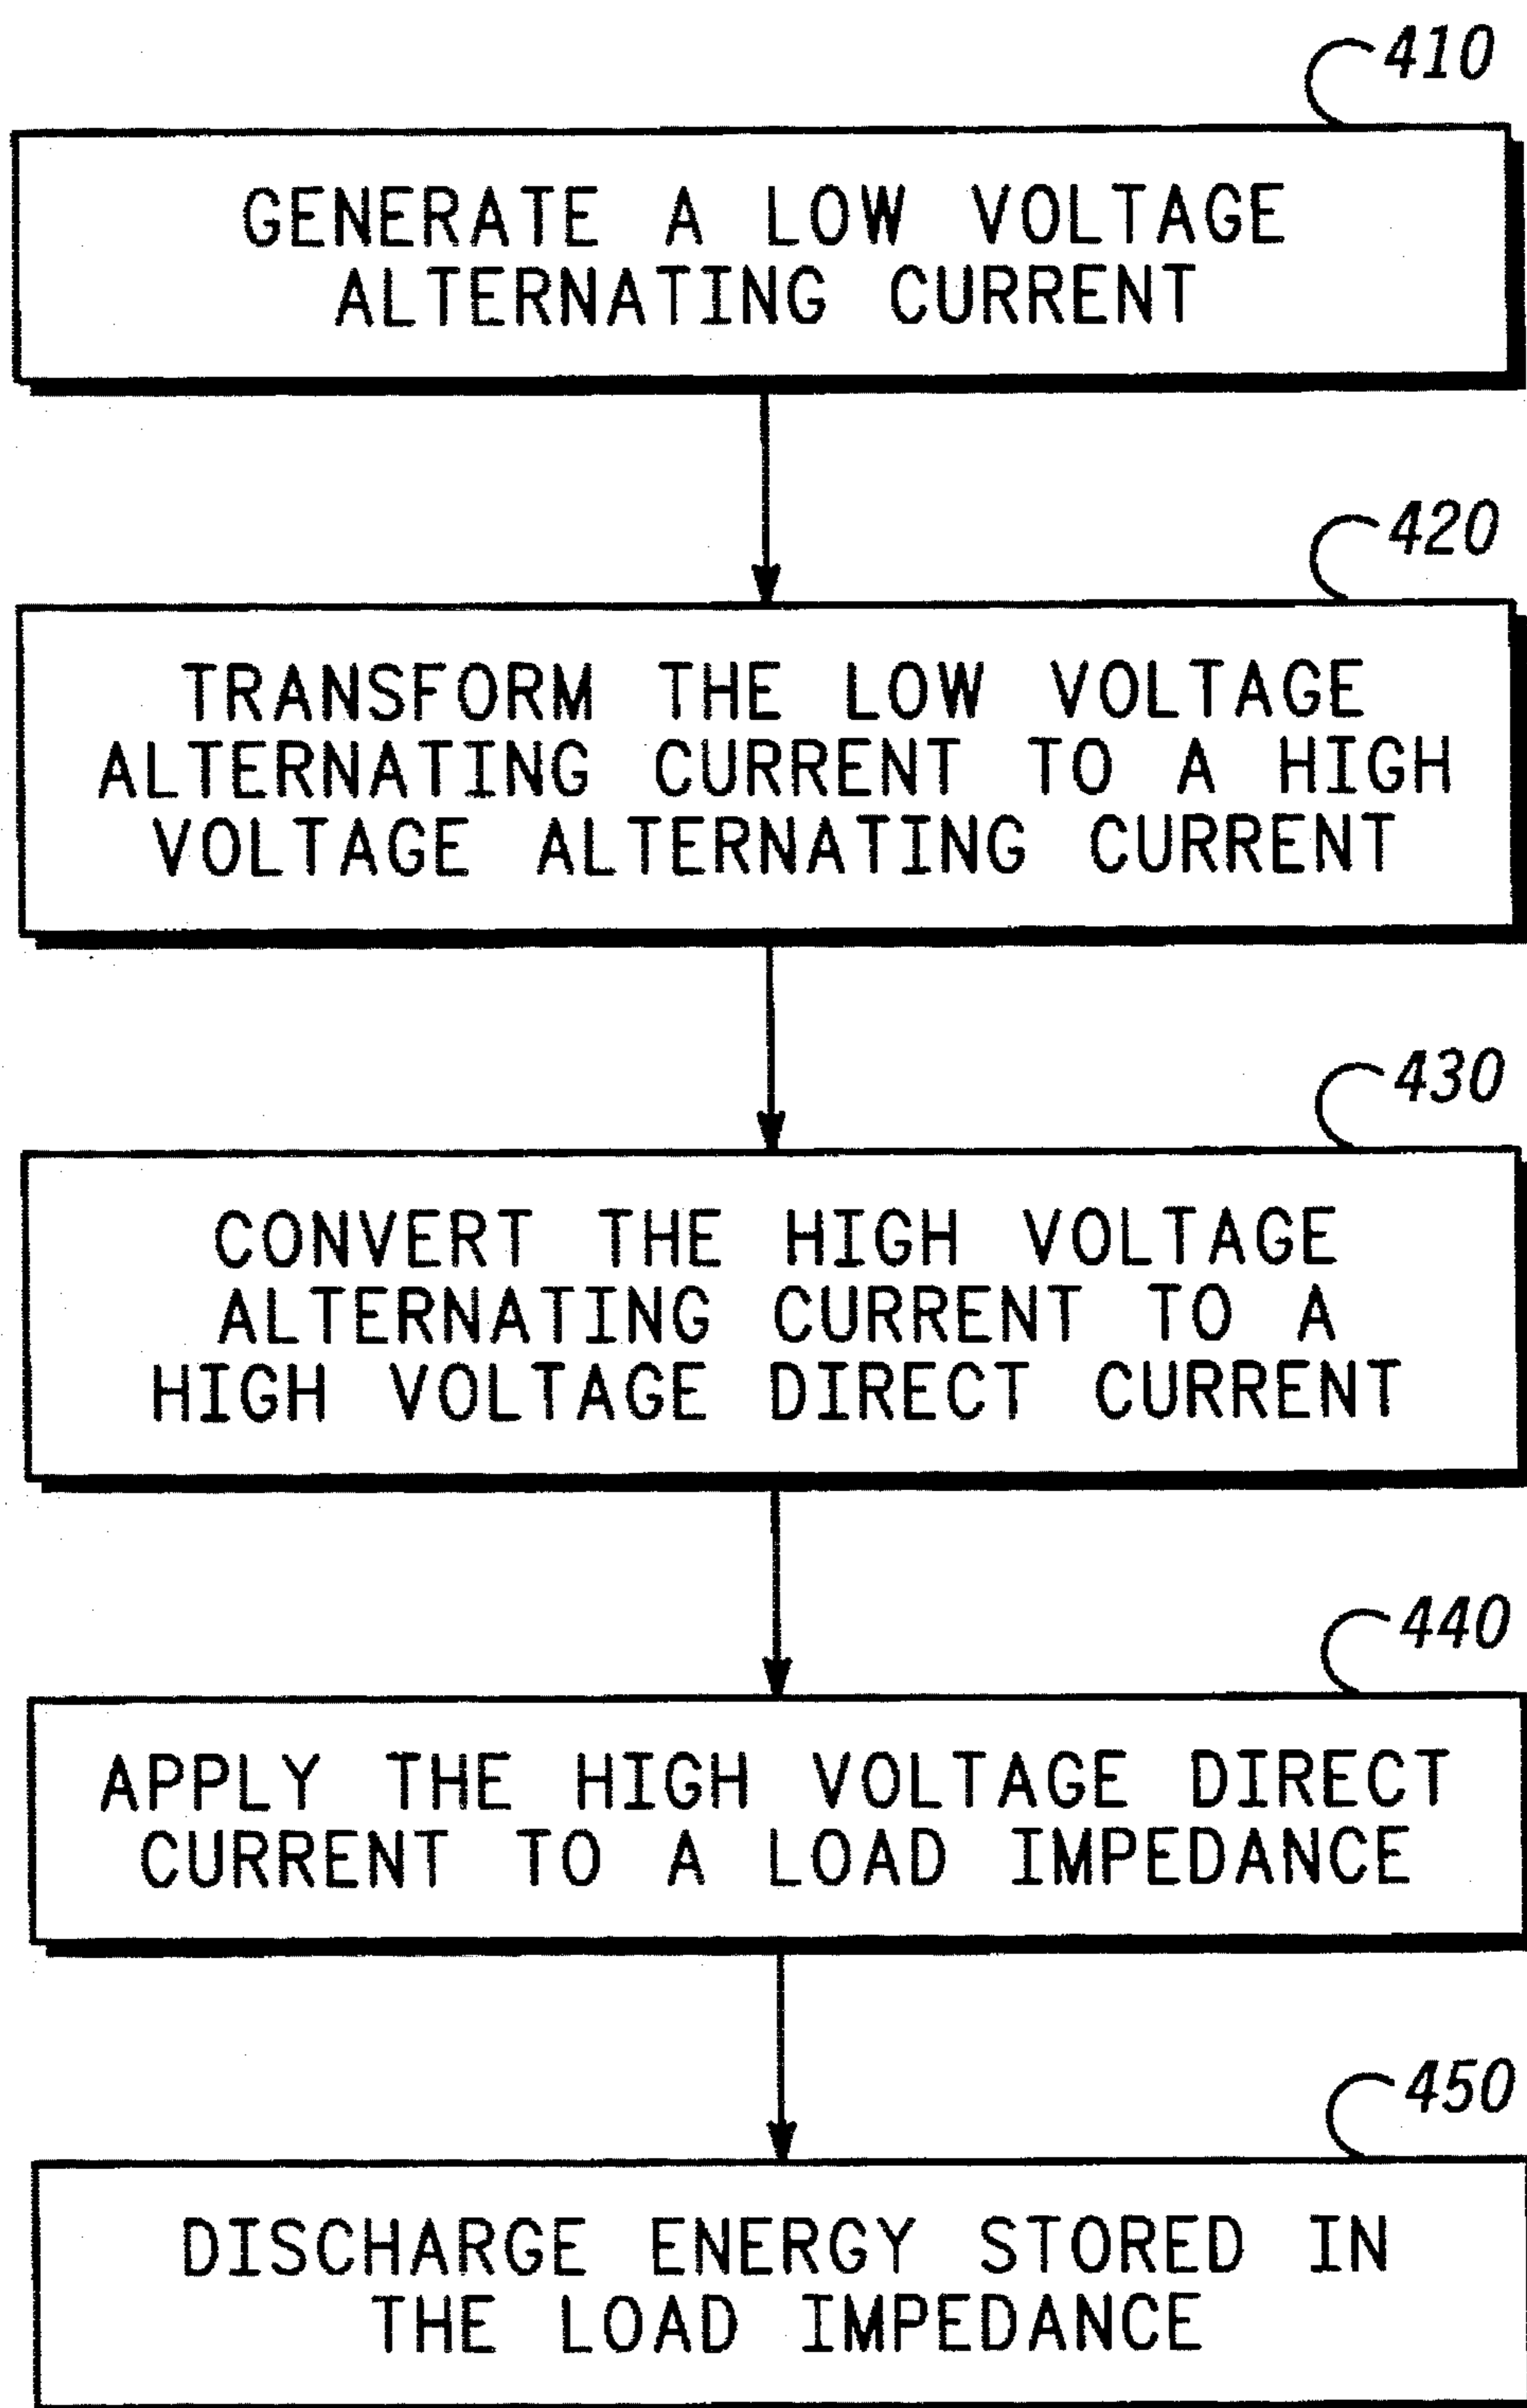 410
GENERATE A LOW VOLTAGE
ALTERNATING CURRENT
420
TRANSFORM THE LOW VOLTAGE
ALTERNATING CURRENT TO A HIGH
VOLTAGE ALTERNATING CURRENT
430
CONVERT THE HIGH VOLTAGE
ALTERNATING CURRENT TO A
HIGH VOLTAGE DIRECT CURRENT
440
APPLY THE HIGH VOLTAGE DIRECT
CURRENT TO A LOAD IMPEDANCE
450
DISCHARGE ENERGY STORED IN
THE LOAD IMPEDANCE